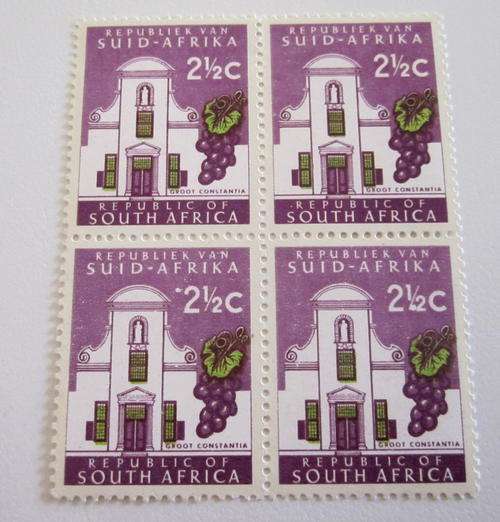 REPUBLIEK VAN
SUID-AFRIKA
2½C
GROOT CONSTANTIA
REPUBLIC OF
SOUTH AFRICA
REPUBLIEK VAN
SUID-AFRIKA
2½C
GROOT CONSTANTIA
REPUBLIC OF
SOUTH AFRICA
REPUBLIEK VAN
SUID-AFRIKA
2½C
GROOT CONSTANTIA
REPUBLIC OF
SOUTH AFRICA
REPUBLIEK VAN
SUID-AFRIKA
2½C
GROOT CONSTANTIA
REPUBLIC OF
SOUTH AFRICA